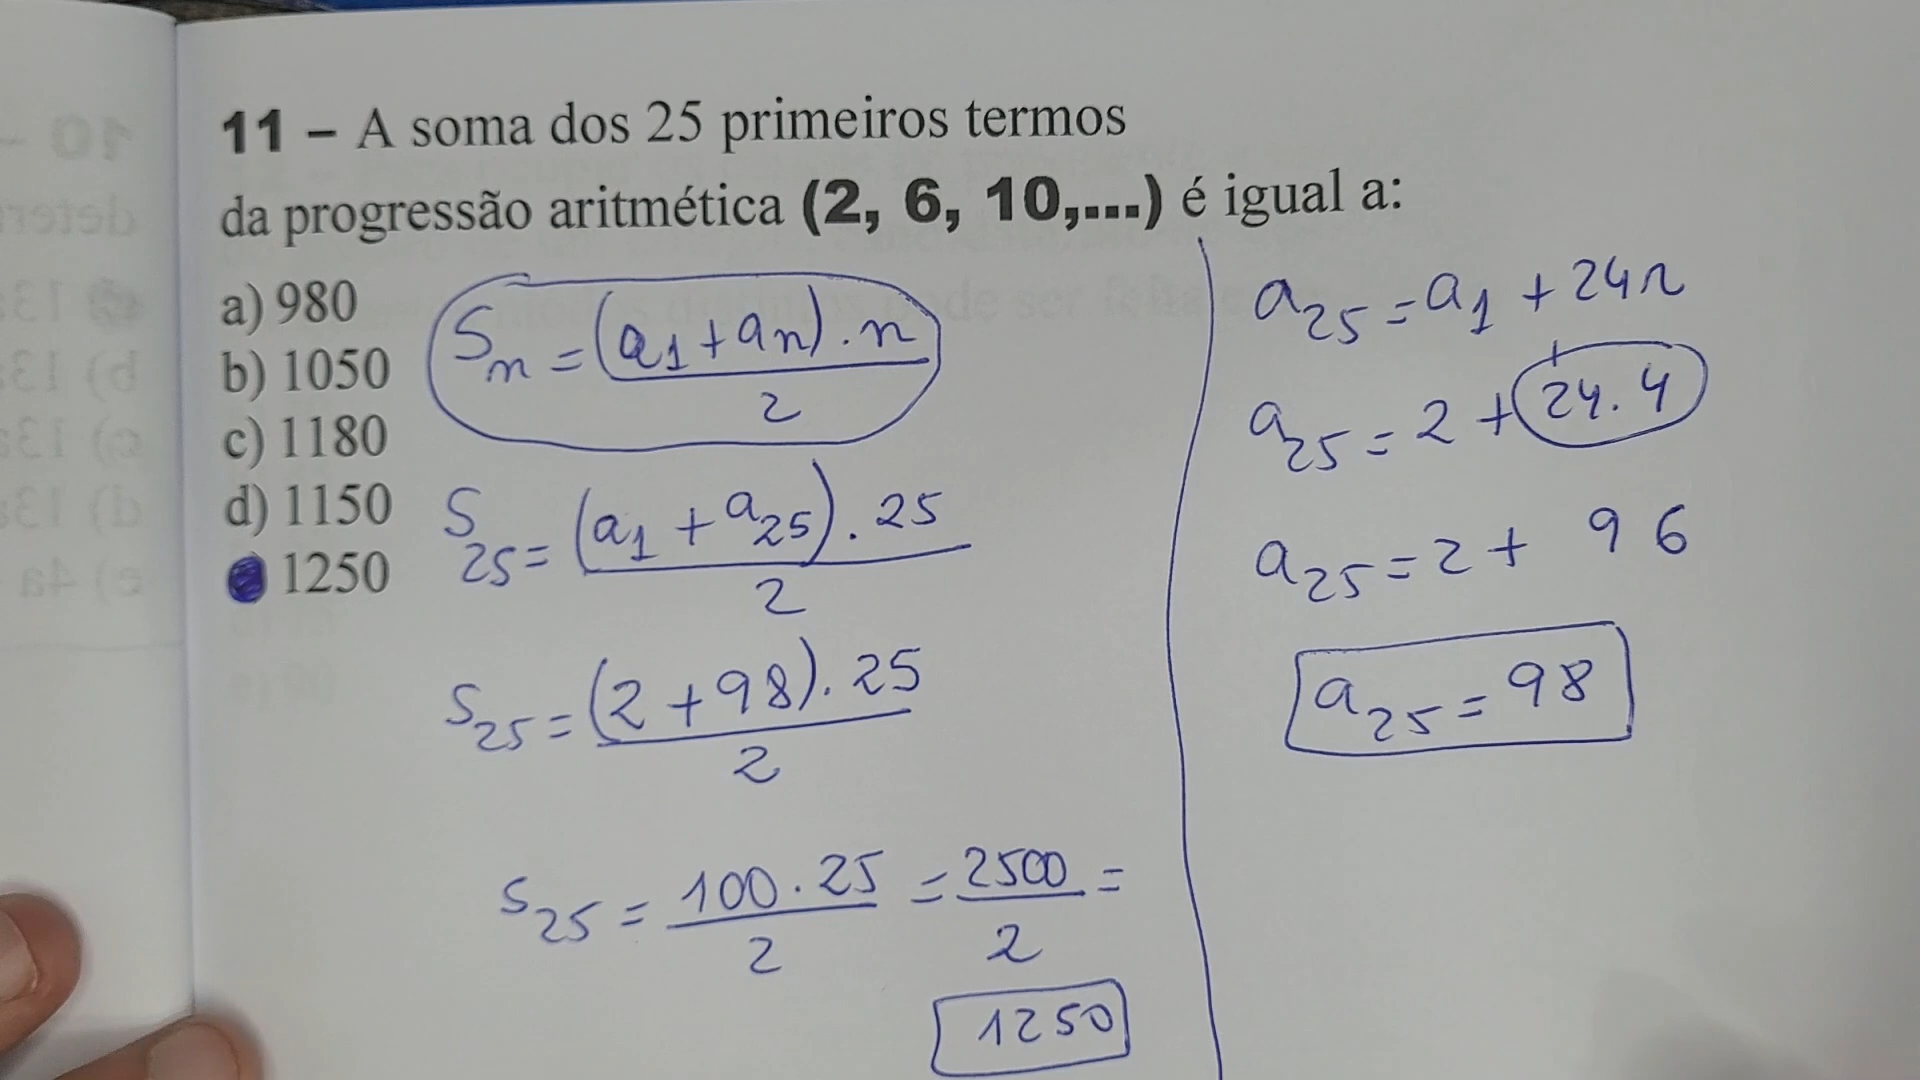 11 – A soma dos 25 primeiros termos
da progressão aritmética (2, 6, 10,...) é igual a:
a) 980
b) 1050
c) 1180
d) 1150
1250
Sn = (a1 + an) . n
2
S25 = (a1 + a25) . 25
2
S25 = (2 + 98) . 25
2
S25 = 100 . 25 = 2500 =
2 2
1250
a25 = a1 + 24r
a25 = 2 + 24 . 4
a25 = 2 + 96
a25 = 98